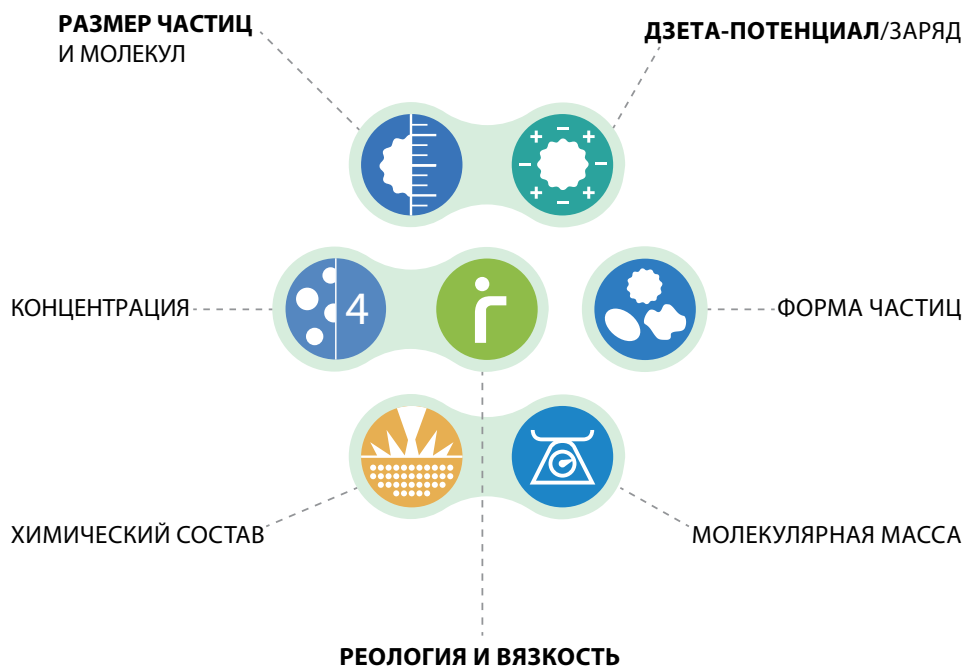 РАЗМЕР ЧАСТИЦ
И МОЛЕКУЛ
ДЗЕТА-ПОТЕНЦИАЛ/ЗАРЯД
КОНЦЕНТРАЦИЯ
4
ФОРМА ЧАСТИЦ
ХИМИЧЕСКИЙ СОСТАВ
МОЛЕКУЛЯРНАЯ МАССА
РЕОЛОГИЯ И ВЯЗКОСТЬ